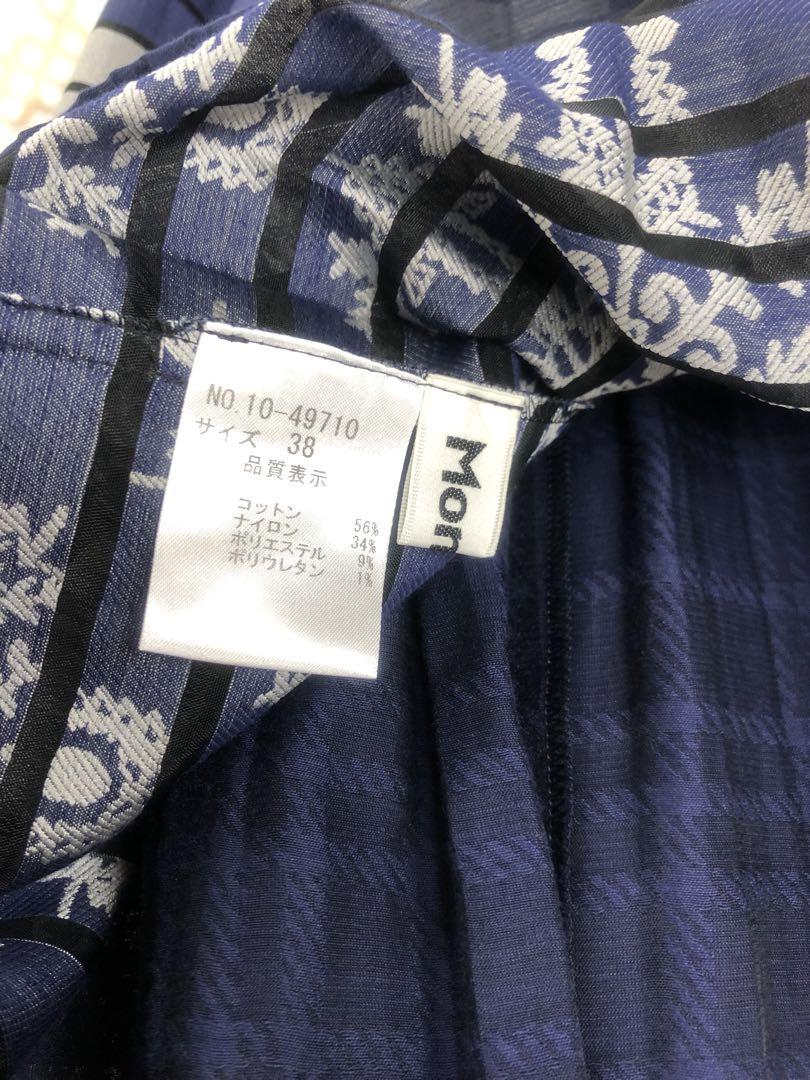 NO.10-49710
サイズ 38
品質表示
コットン 56%
ナイロン 34%
ポリエステル 9%
ポリウレタン 1%
Mon